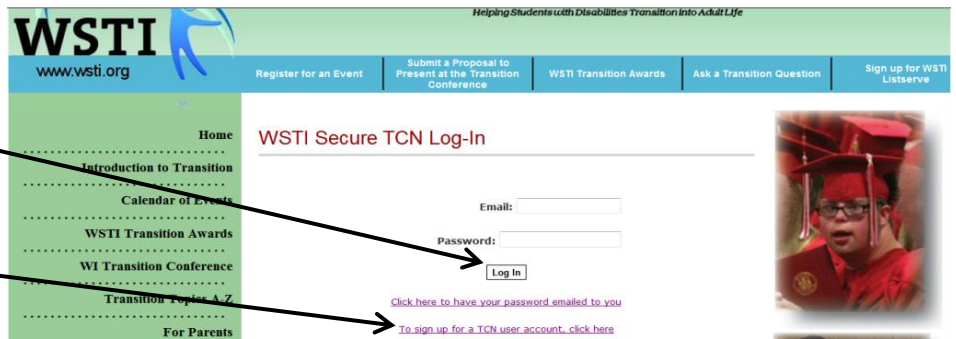 Helping Students with Disabilities Transition into Adult Life
WSTI
www.wsti.org
Register for an Event
Submit a Proposal to
Present at the Transition
Conference
WSTI Transition Awards
Ask a Transition Question
Sign up for WSTI
Listserve
Home
Introduction to Transition
Calendar of Events
WSTI Transition Awards
WI Transition Conference
Transition Topics A-Z
For Parents
WSTI Secure TCN Log-In
Email:
Password:
Log In
Click here to have your password emailed to you
To sign up for a TCN user account, click here